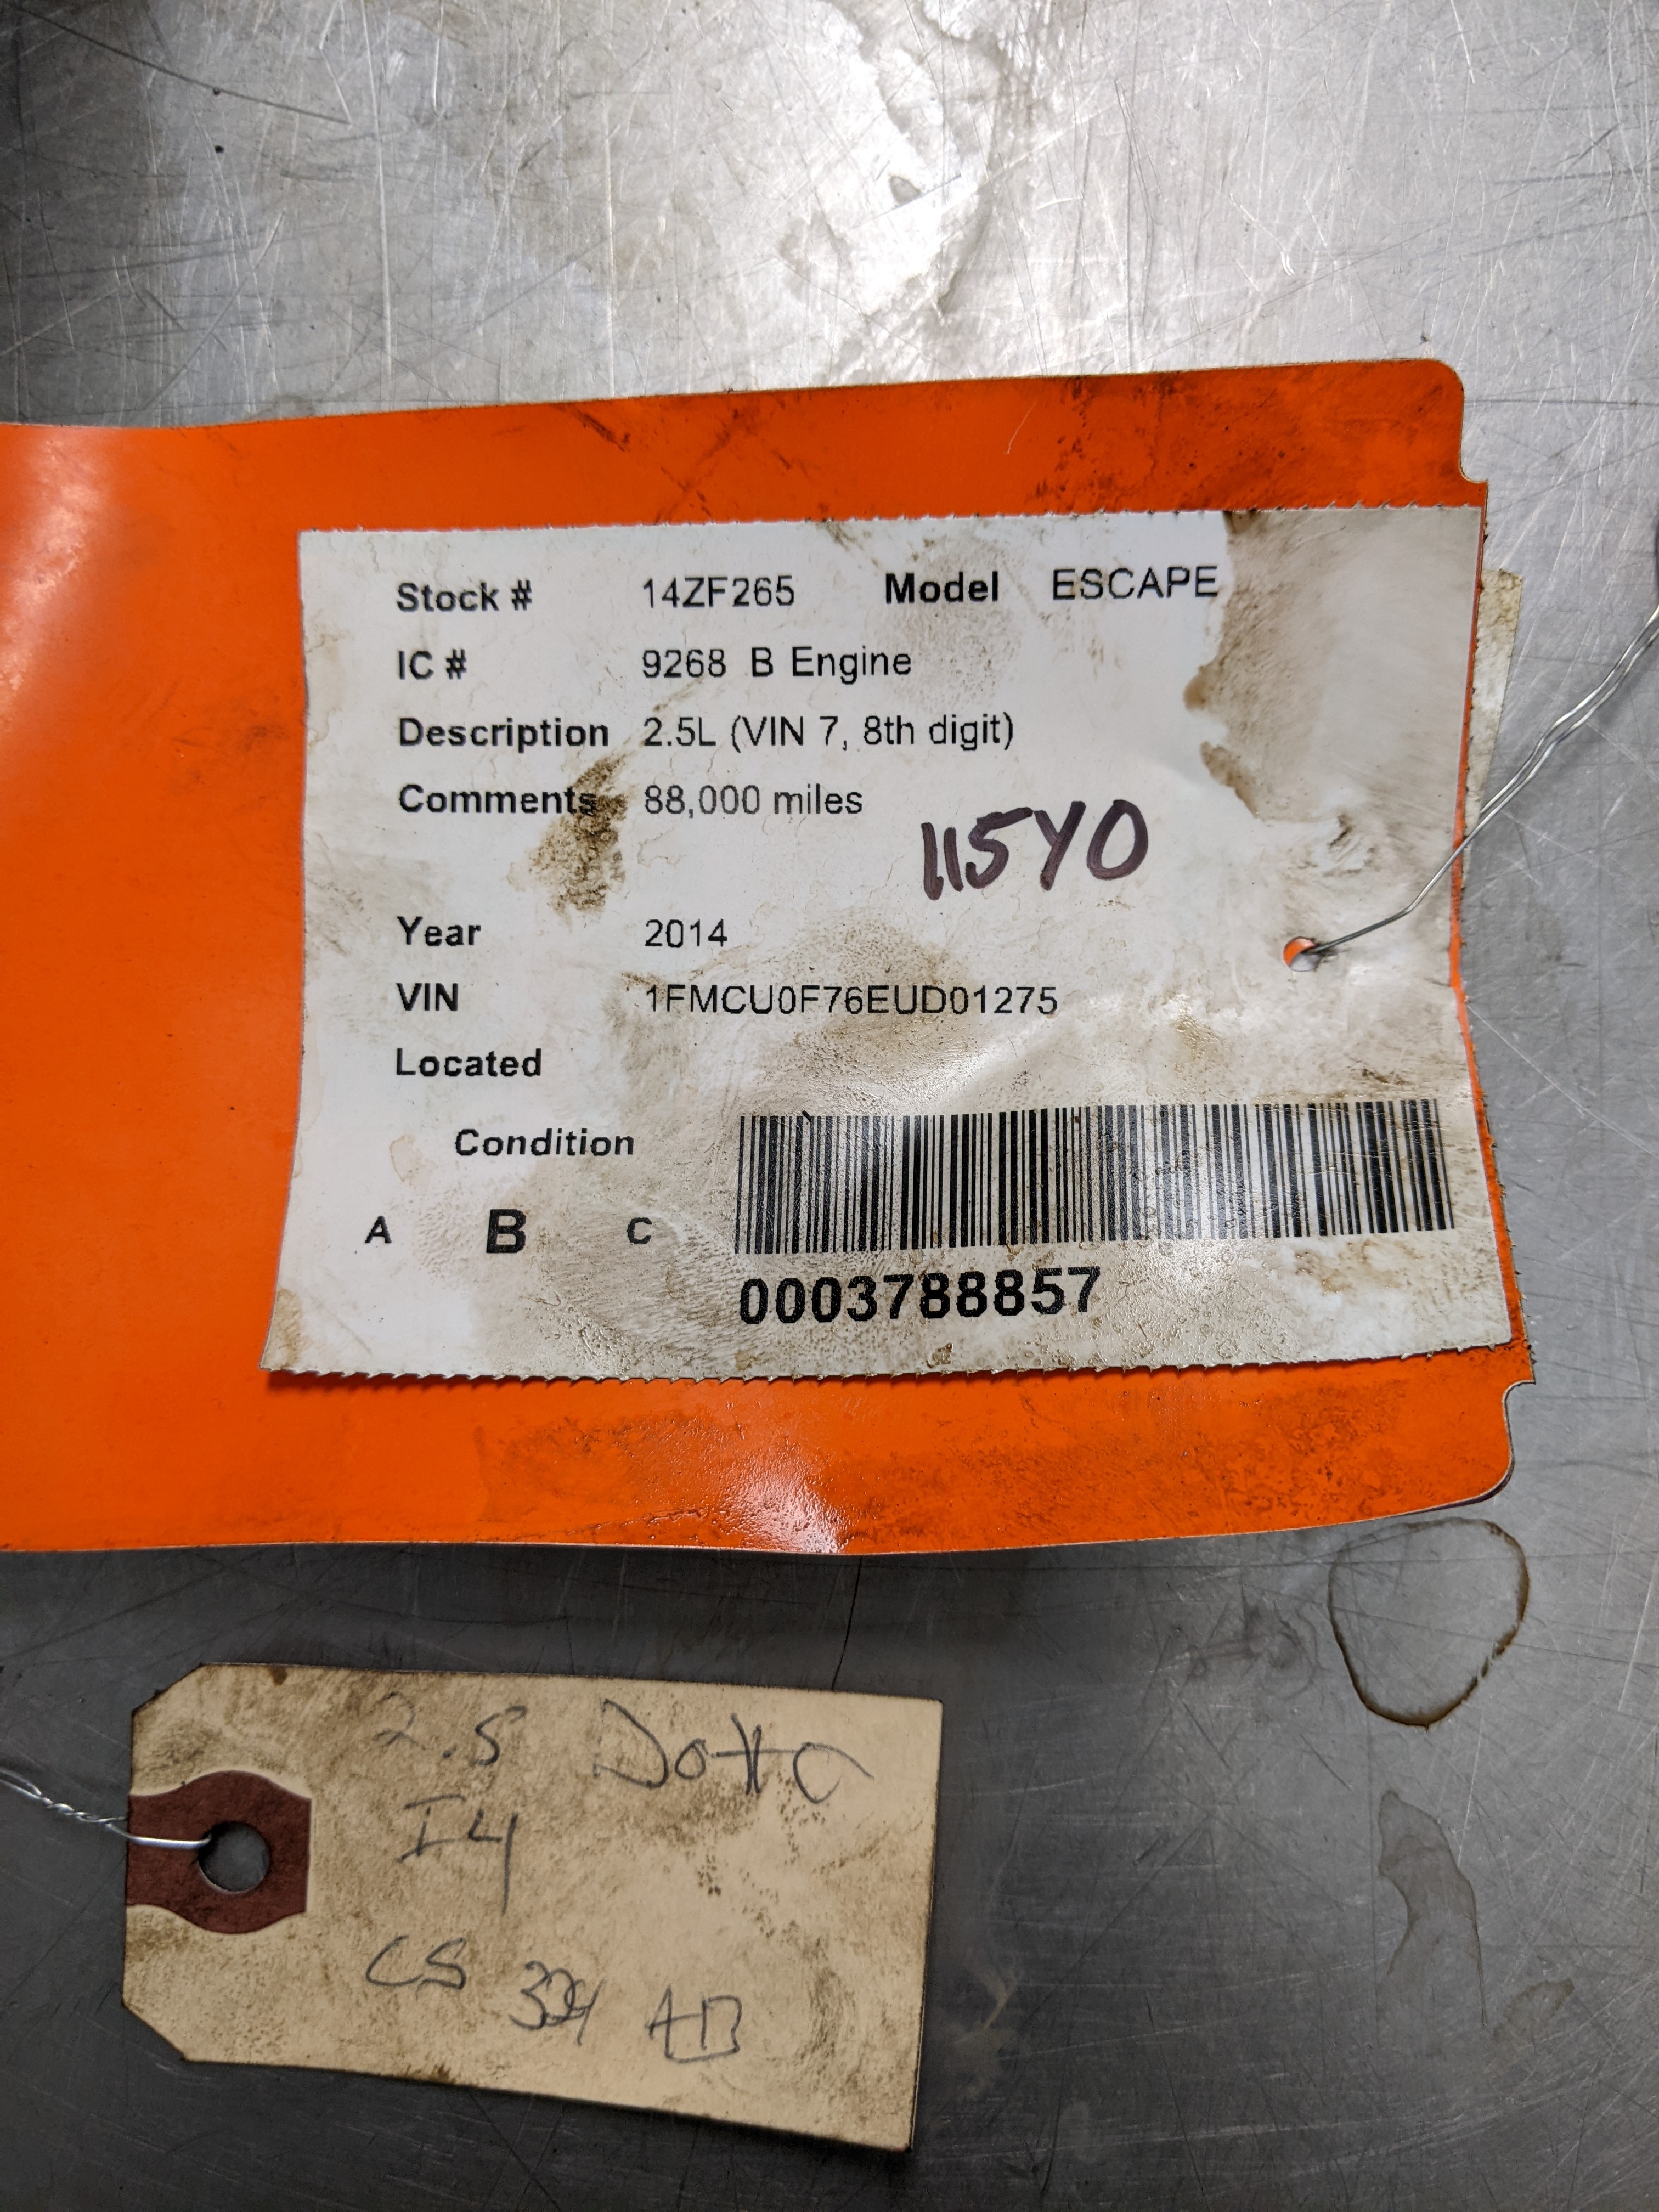 Stock # 14ZF265 Model ESCAPE
IC # 9268 B Engine
Description 2.5L (VIN 7, 8th digit)
Comments 88,000 miles
115YO
Year 2014
VIN 1FMCU0F76EUD01275
Located
Condition
A B C
0003788857
2.5
I4
CS